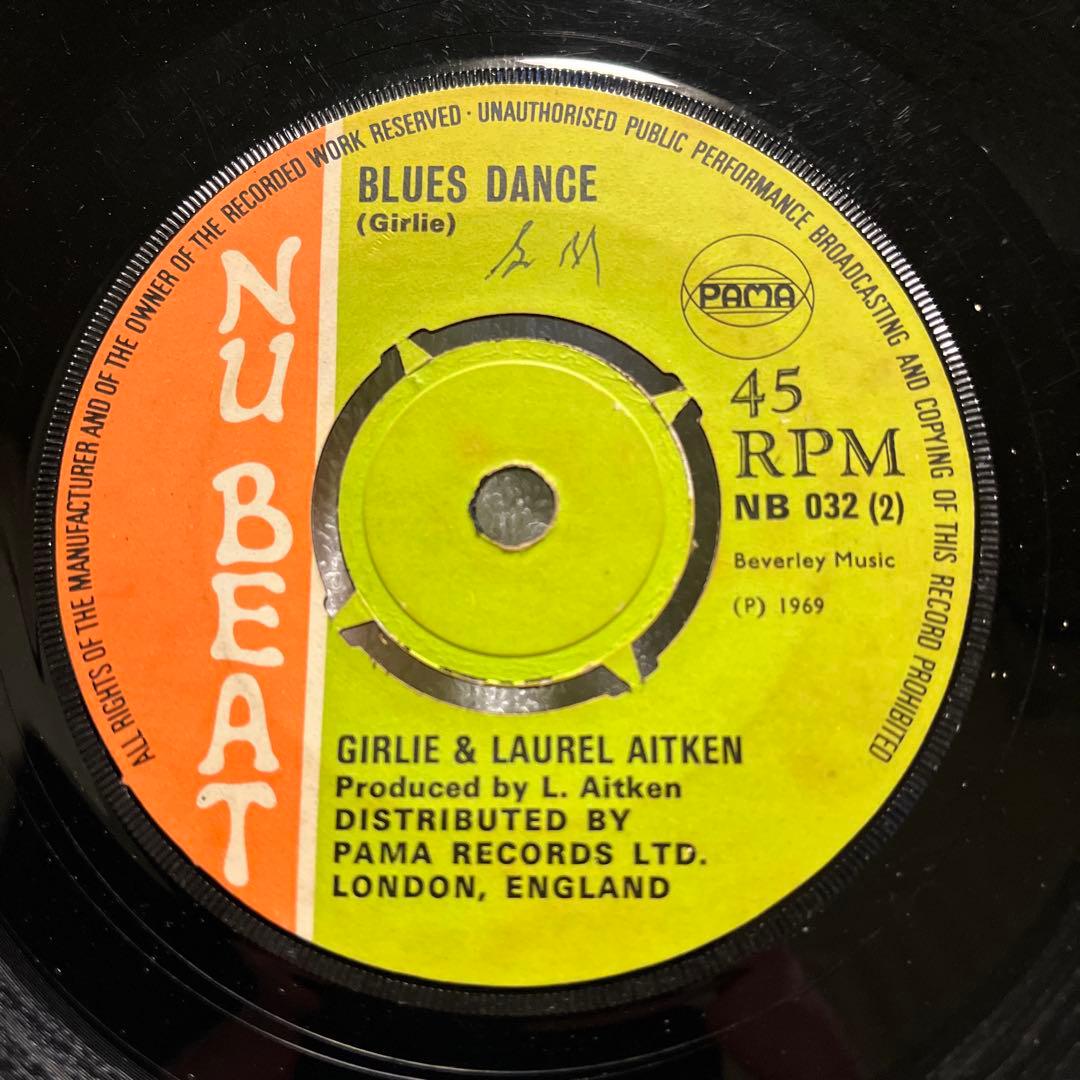 ALL RIGHTS OF THE MANUFACTURER AND OF THE OWNER OF THE RECORDED WORK RESERVED · UNAUTHORISED PUBLIC PERFORMANCE BROADCASTING AND COPYING OF THIS RECORD PROHIBITED
NU BEAT
BLUES DANCE
(Girlie)
PAMA
45
RPM
NB 032 (2)
Beverley Music
(P) 1969
GIRLIE & LAUREL AITKEN
Produced by L. Aitken
DISTRIBUTED BY
PAMA RECORDS LTD.
LONDON, ENGLAND